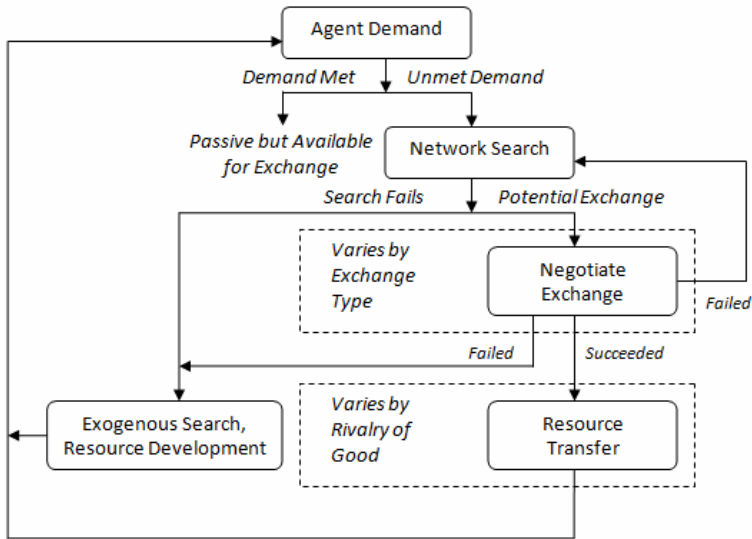 Agent Demand
Demand Met
Unmet Demand
Passive but Available
for Exchange
Network Search
Search Fails
Potential Exchange
Varies by
Exchange
Type
Negotiate
Exchange
Failed
Failed
Succeeded
Exogenous Search,
Resource Development
Varies by
Rivalry of
Good
Resource
Transfer